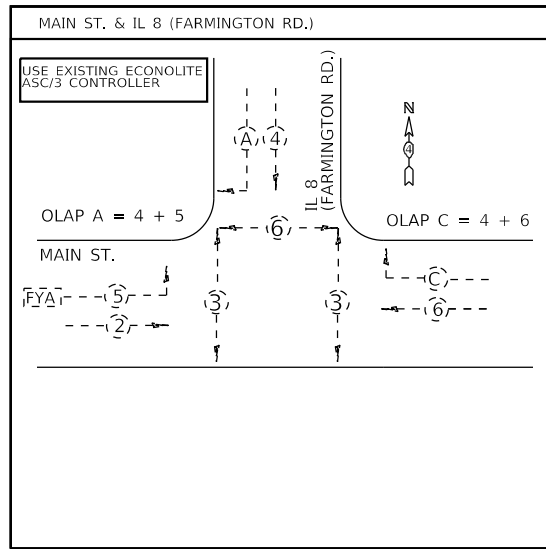 MAIN ST. & IL 8 (FARMINGTON RD.)
USE EXISTING ECONOLITE
ASC/3 CONTROLLER
A
4
IL 8
(FARMINGTON RD.)
N
4
OLAP A = 4 + 5
6
OLAP C = 4 + 6
MAIN ST.
FYA
5
2
3
3
C
6